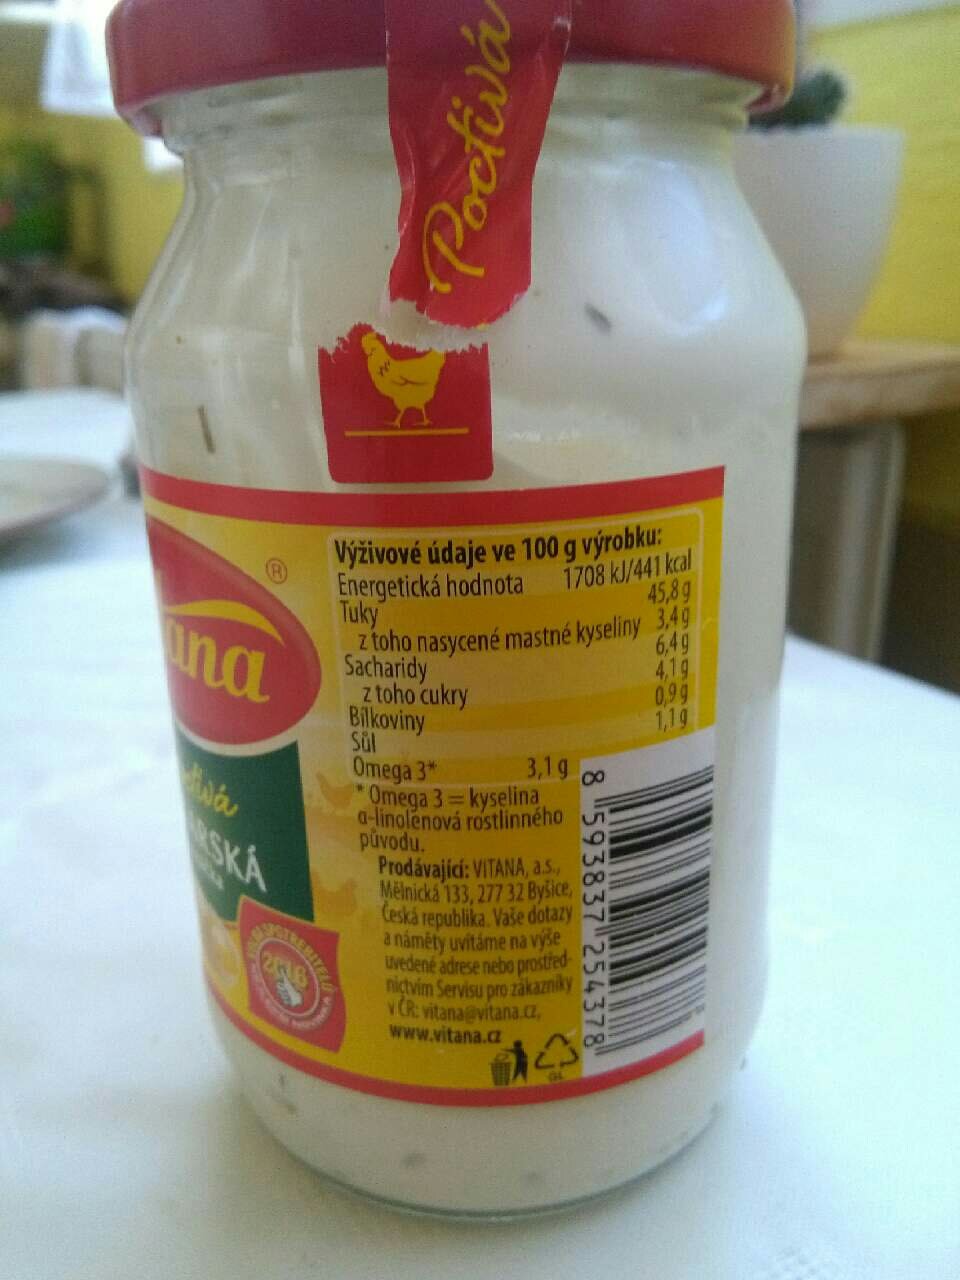 Poctivá
Výživové údaje ve 100 g výrobku:
Energetická hodnota 1708 kJ/441 kcal
Tuky 45,8 g
z toho nasycené mastné kyseliny 3,4 g
Sacharidy 6,4 g
z toho cukry 4,1 g
Bílkoviny 0,9 g
Sůl 1,1 g
Omega 3* 3,1 g
* Omega 3 = kyselina
α-linolenová rostlinného
původu.
Prodávající: VITANA, a.s.,
Mělnická 133, 277 32 Byšice,
Česká republika. Vaše dotazy
a náměty uvítáme na výše
uvedené adrese nebo prostřed-
nictvím Servisu pro zákazníky
v ČR: vitana@vitana.cz,
www.vitana.cz
GL
8 593837 254378
ana ®
ivá
ARSKÁ
SPOTŘEBITELŮ
2016